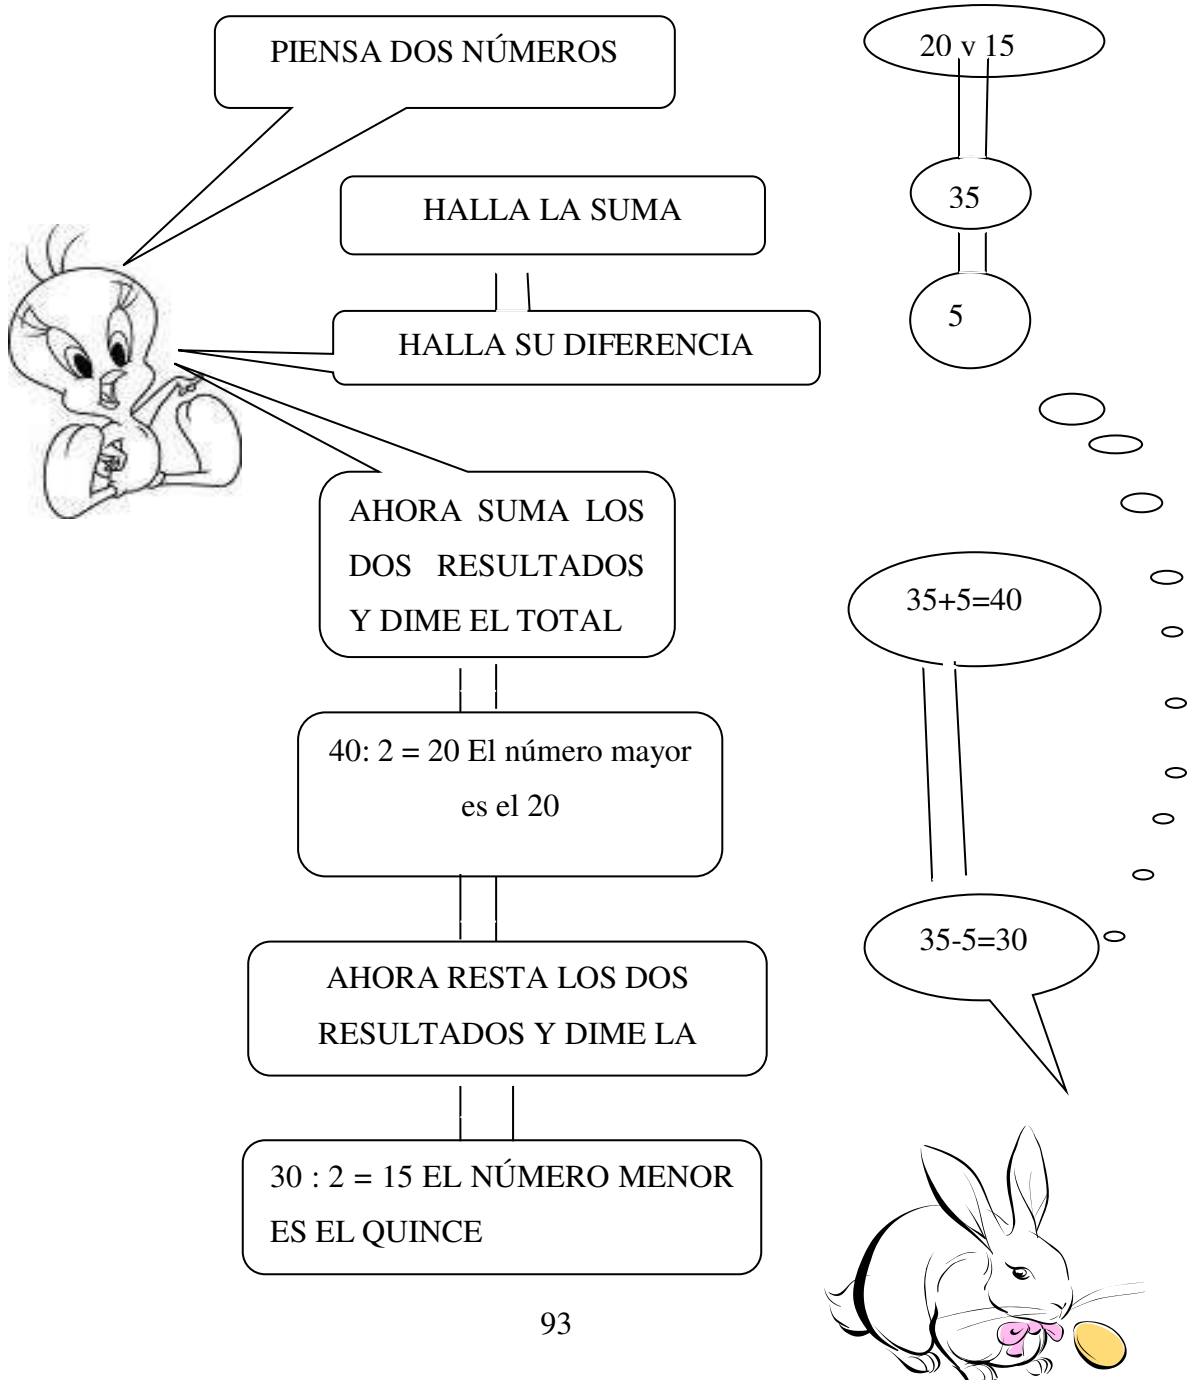 PIENSA DOS NÚMEROS
20 y 15
HALLA LA SUMA
35
HALLA SU DIFERENCIA
5
AHORA SUMA LOS
DOS RESULTADOS
Y DIME EL TOTAL
35+5=40
40: 2 = 20 El número mayor
es el 20
AHORA RESTA LOS DOS
RESULTADOS Y DIME LA
35-5=30
30 : 2 = 15 EL NÚMERO MENOR
ES EL QUINCE
93